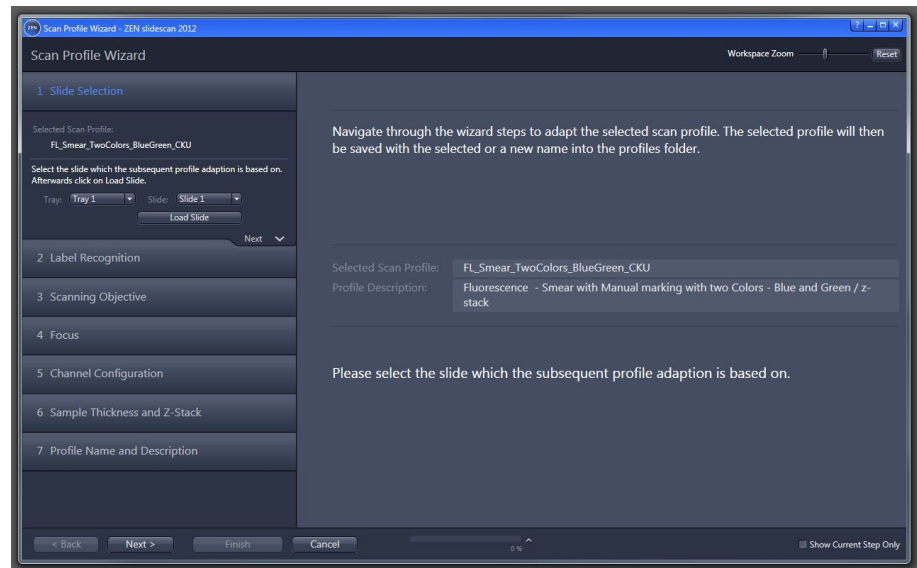 ZEN Scan Profile Wizard - ZEN slidescan 2012
Scan Profile Wizard
Workspace Zoom Reset
1 Slide Selection
Selected Scan Profile:
FL_Smear_TwoColors_BlueGreen_CKU
Select the slide which the subsequent profile adaption is based on.
Afterwards click on Load Slide.
Tray: Tray 1 Slide: Slide 1
Load Slide
Next
2 Label Recognition
3 Scanning Objective
4 Focus
5 Channel Configuration
6 Sample Thickness and Z-Stack
7 Profile Name and Description
Navigate through the wizard steps to adapt the selected scan profile. The selected profile will then
be saved with the selected or a new name into the profiles folder.
Selected Scan Profile: FL_Smear_TwoColors_BlueGreen_CKU
Profile Description: Fluorescence - Smear with Manual marking with two Colors - Blue and Green / z-
stack
Please select the slide which the subsequent profile adaption is based on.
< Back Next > Finish Cancel 0 % Show Current Step Only